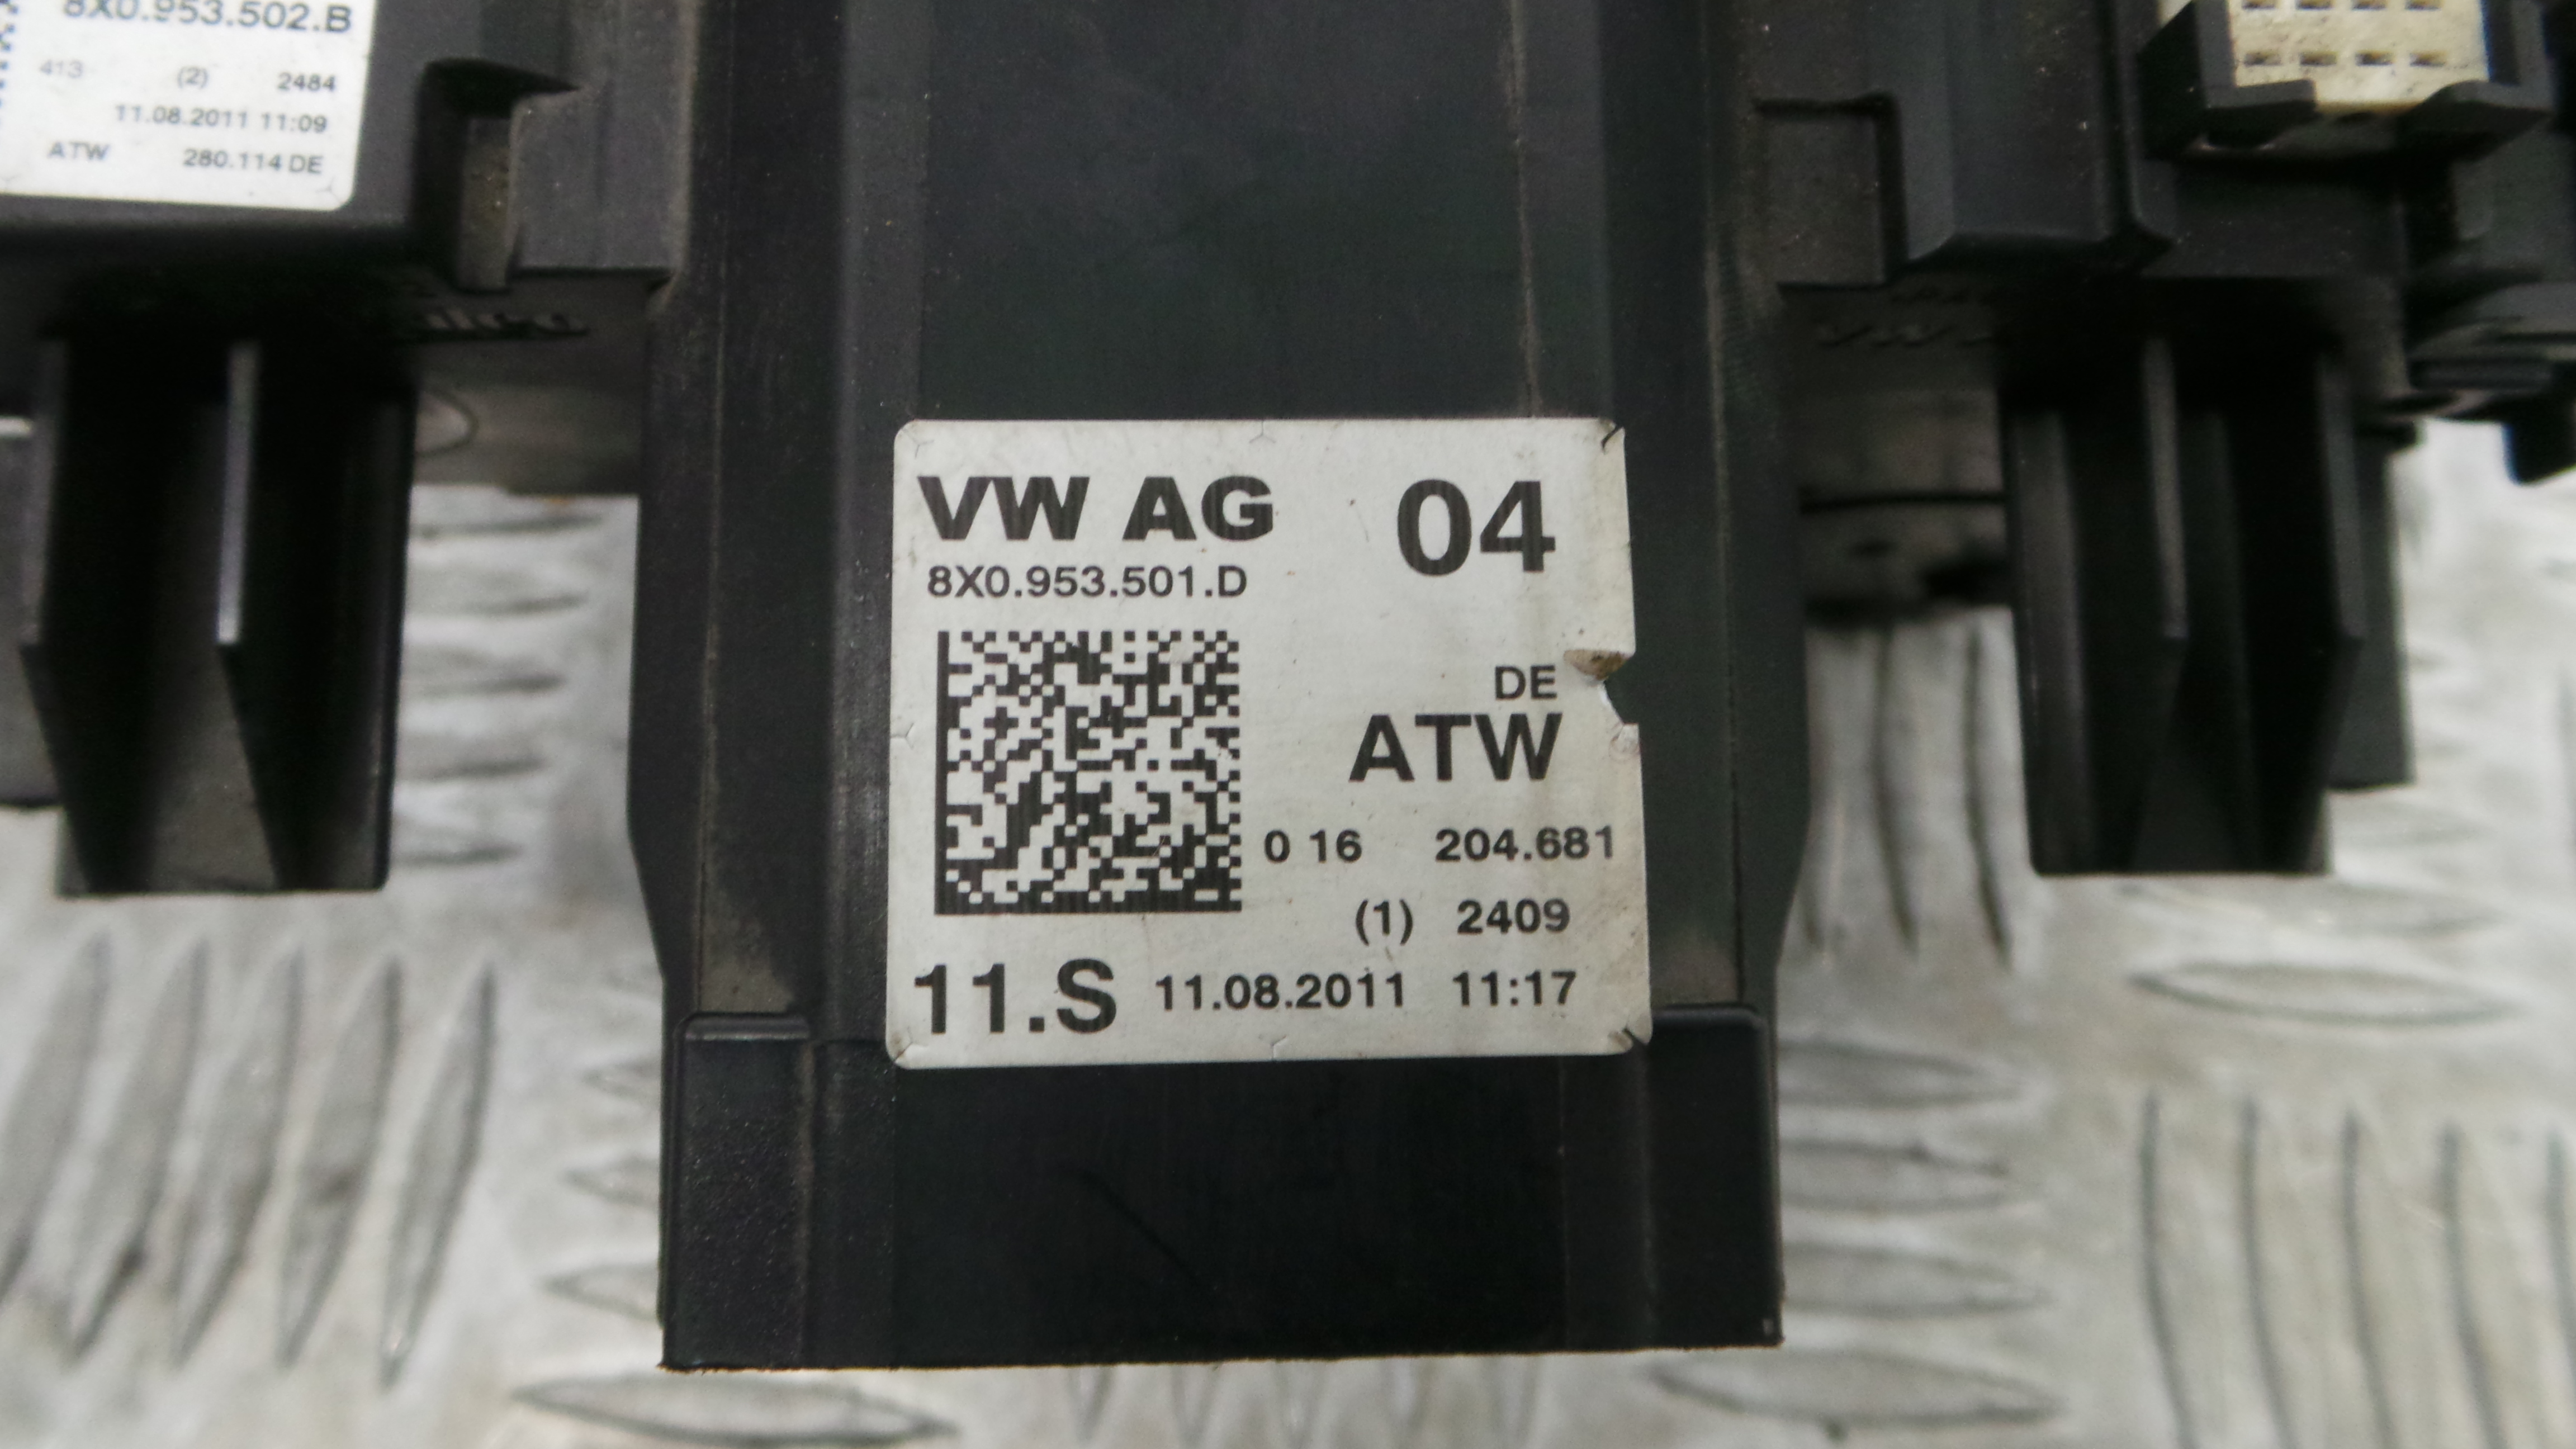 8X0.953.502.B
413 (2) 2484
11.08.2011 11:09
ATW 280.114 DE
VW AG 04
8X0.953.501.D
DE
ATW
0 16 204.681
(1) 2409
11.S 11.08.2011 11:17